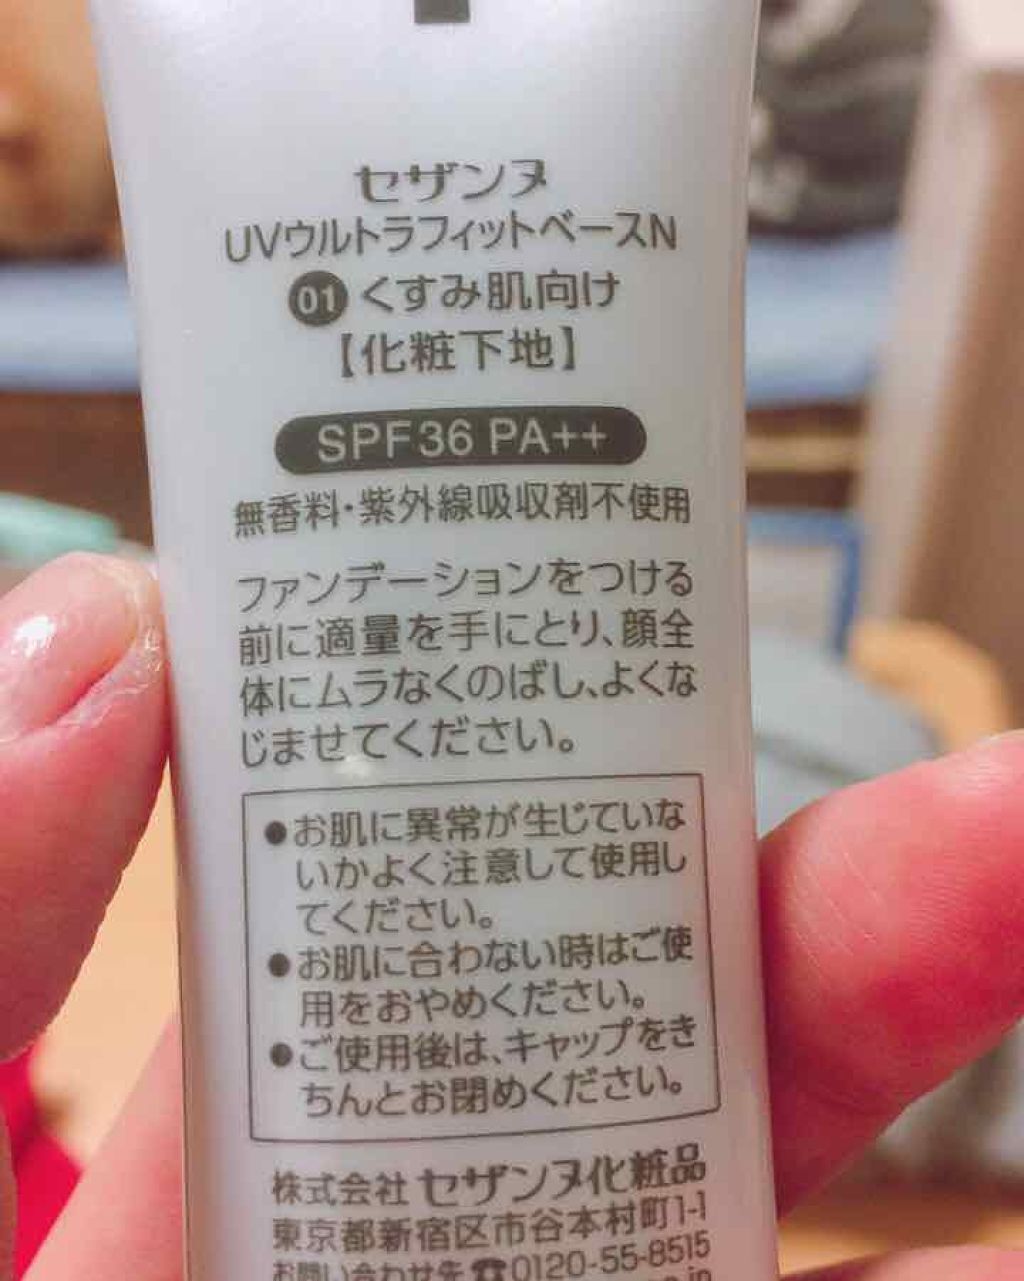 セザンヌ
UVウルトラフィットベースN
01 くすみ肌向け
【化粧下地】
SPF36 PA++
無香料・紫外線吸収剤不使用
ファンデーションをつける
前に適量を手にとり、顔全
体にムラなくのばし、よくな
じませてください。
●お肌に異常が生じていな
いかよく注意して使用し
てください。
●お肌に合わない時はご使
用をおやめください。
●ご使用後は、キャップをき
ちんとお閉めください。
株式会社 セザンヌ化粧品
東京都新宿区市谷本村町1-1
お問い合わせ先☎0120-55-8515